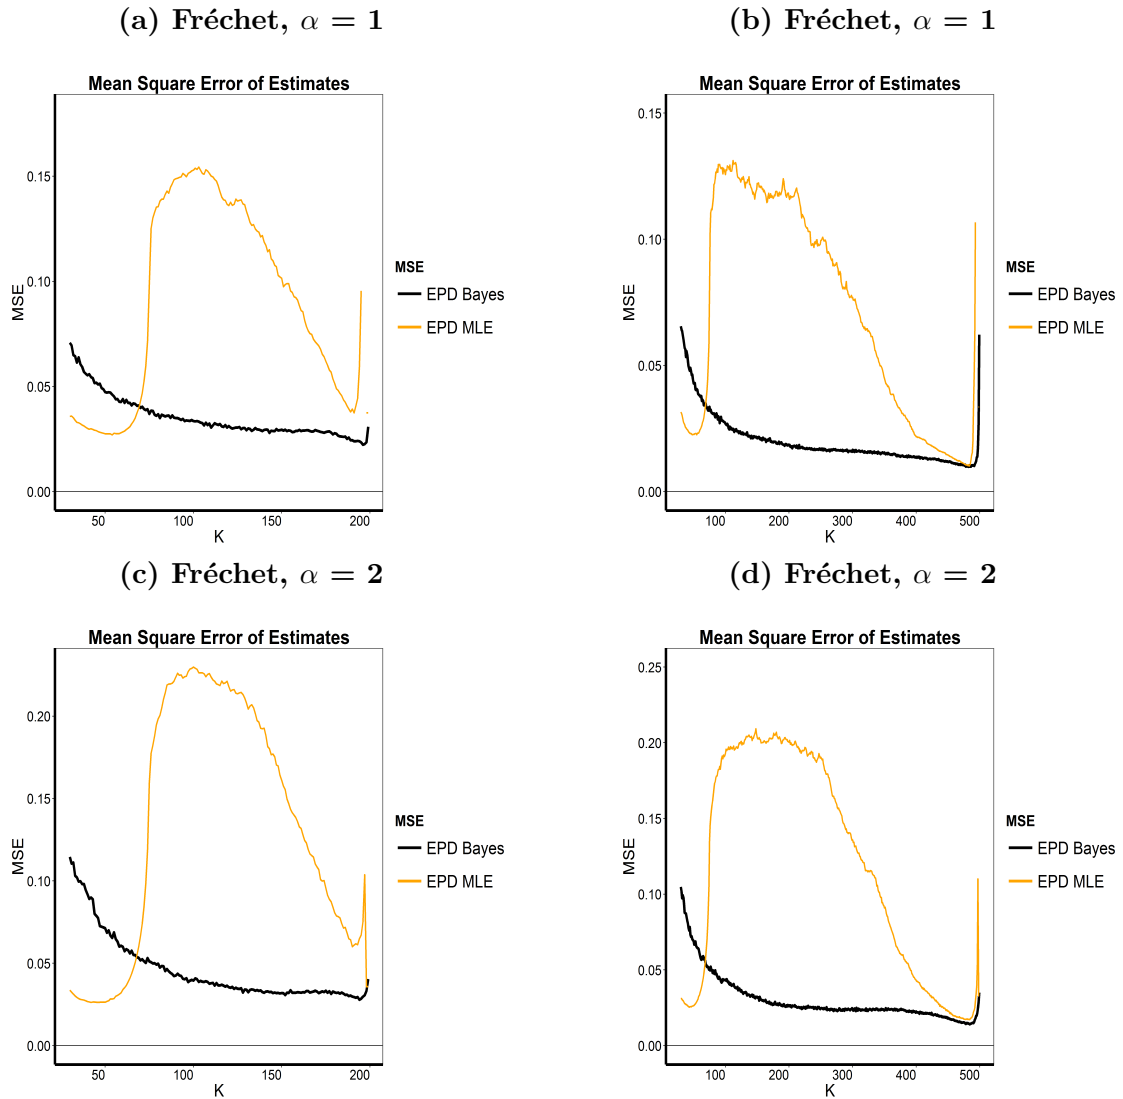 (a) Fréchet, α = 1
Mean Square Error of Estimates
0.15
0.10
0.05
0.00
MSE
50 100 150 200
K
MSE
EPD Bayes
EPD MLE
(b) Fréchet, α = 1
Mean Square Error of Estimates
0.15
0.10
0.05
0.00
MSE
100 200 300 400 500
K
MSE
EPD Bayes
EPD MLE
(c) Fréchet, α = 2
Mean Square Error of Estimates
0.20
0.15
0.10
0.05
0.00
MSE
50 100 150 200
K
MSE
EPD Bayes
EPD MLE
(d) Fréchet, α = 2
Mean Square Error of Estimates
0.25
0.20
0.15
0.10
0.05
0.00
MSE
100 200 300 400 500
K
MSE
EPD Bayes
EPD MLE